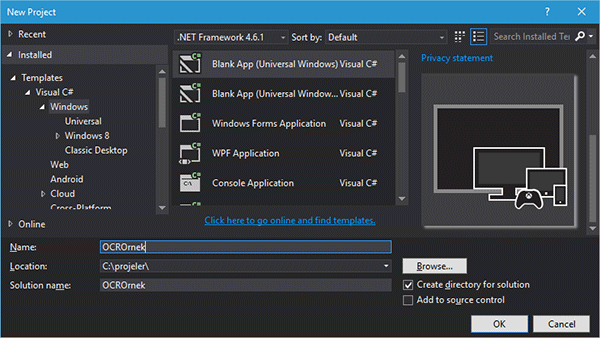 New Project
? ×
Recent
.NET Framework 4.6.1
Sort by: Default
Search Installed Te
Installed
Templates
Visual C#
Windows
Universal
Windows 8
Classic Desktop
Web
Android
Cloud
Cross-Platform
Online
Blank App (Universal Windows) Visual C#
Blank App (Universal Window... Visual C#
Windows Forms Application Visual C#
WPF Application Visual C#
Console Application Visual C#
Click here to go online and find templates.
Privacy statement
Name: OCROrnek
Location: C:\projeler\
Browse...
Solution name: OCROrnek
Create directory for solution
Add to source control
OK Cancel